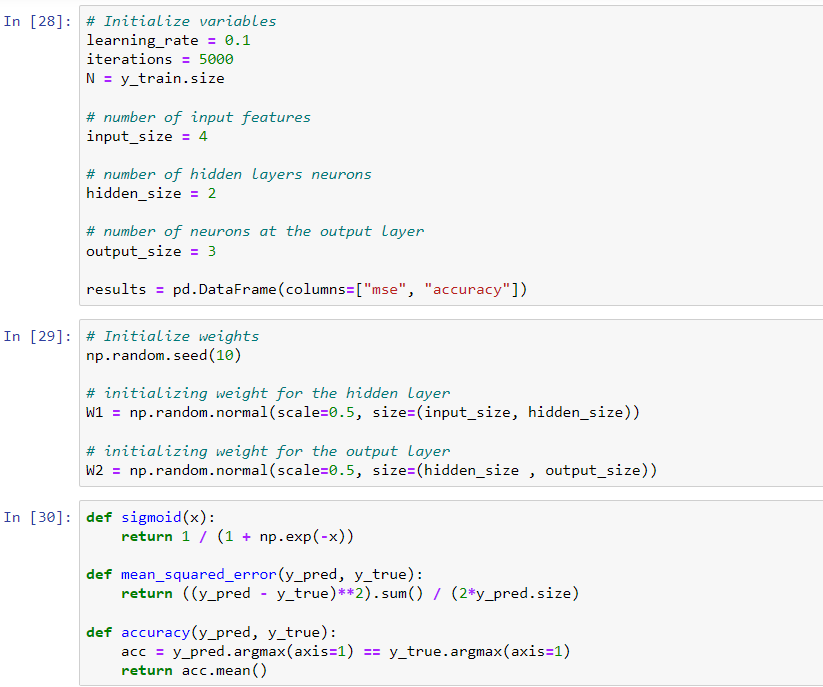 In [28]: # Initialize variables
learning_rate = 0.1
iterations = 5000
N = y_train.size
# number of input features
input_size = 4
# number of hidden layers neurons
hidden_size = 2
# number of neurons at the output layer
output_size = 3
results = pd.DataFrame(columns=["mse", "accuracy"])
In [29]: # Initialize weights
np.random.seed(10)
# initializing weight for the hidden layer
W1 = np.random.normal(scale=0.5, size=(input_size, hidden_size))
# initializing weight for the output layer
W2 = np.random.normal(scale=0.5, size=(hidden_size , output_size))
In [30]: def sigmoid(x):
    return 1 / (1 + np.exp(-x))
def mean_squared_error(y_pred, y_true):
    return ((y_pred - y_true)**2).sum() / (2*y_pred.size)
def accuracy(y_pred, y_true):
    acc = y_pred.argmax(axis=1) == y_true.argmax(axis=1)
    return acc.mean()